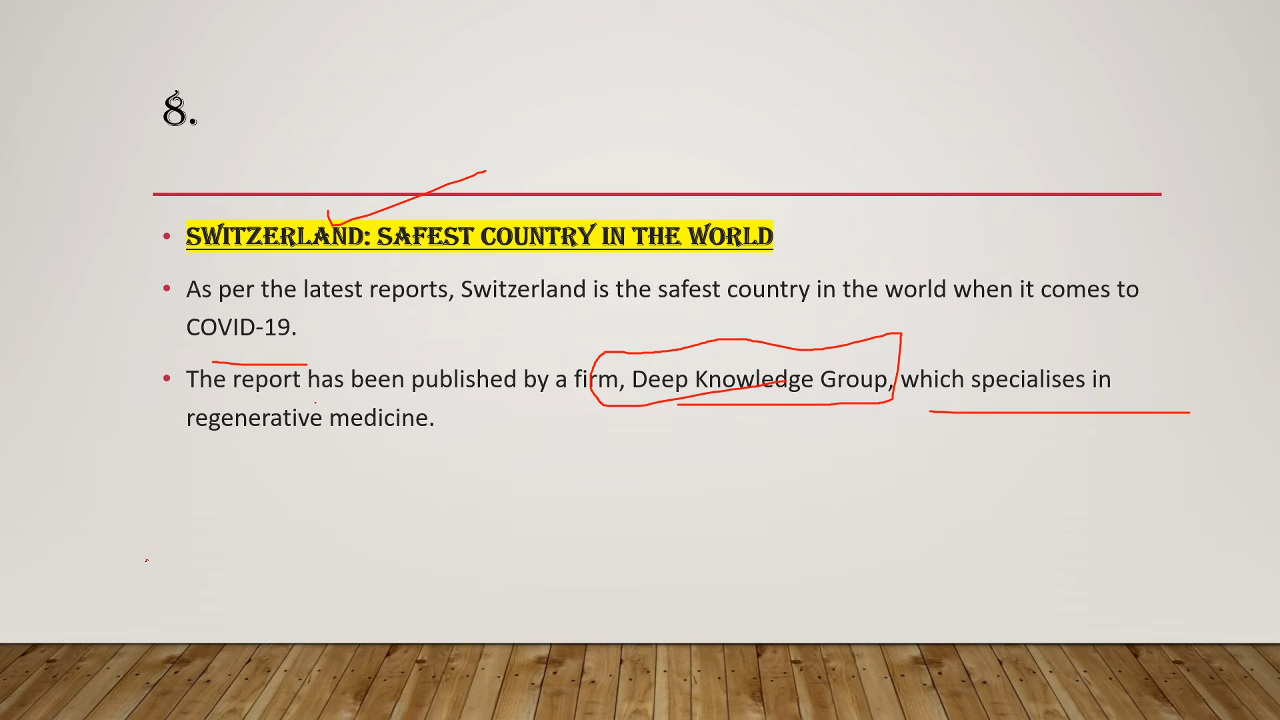 8.
SWITZERLAND: SAFEST COUNTRY IN THE WORLD
As per the latest reports, Switzerland is the safest country in the world when it comes to
COVID-19.
The report has been published by a firm, Deep Knowledge Group, which specialises in
regenerative medicine.